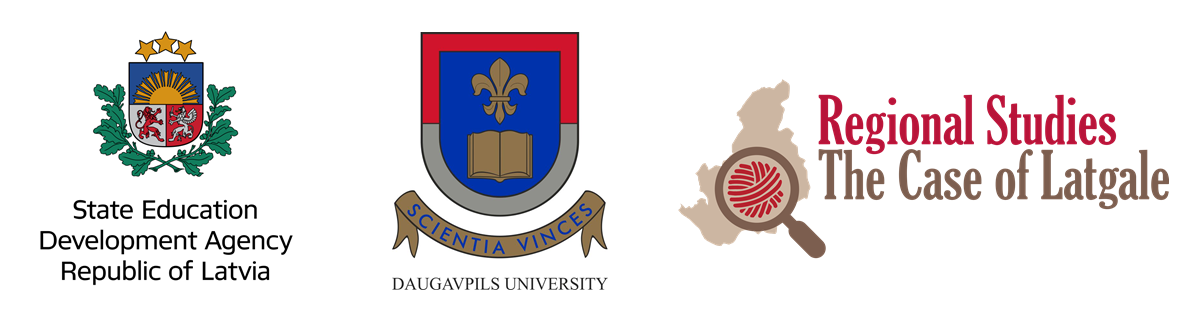 State Education
Development Agency
Republic of Latvia
SCIENTIA VINCES
DAUGAVPILS UNIVERSITY
Regional Studies
The Case of Latgale